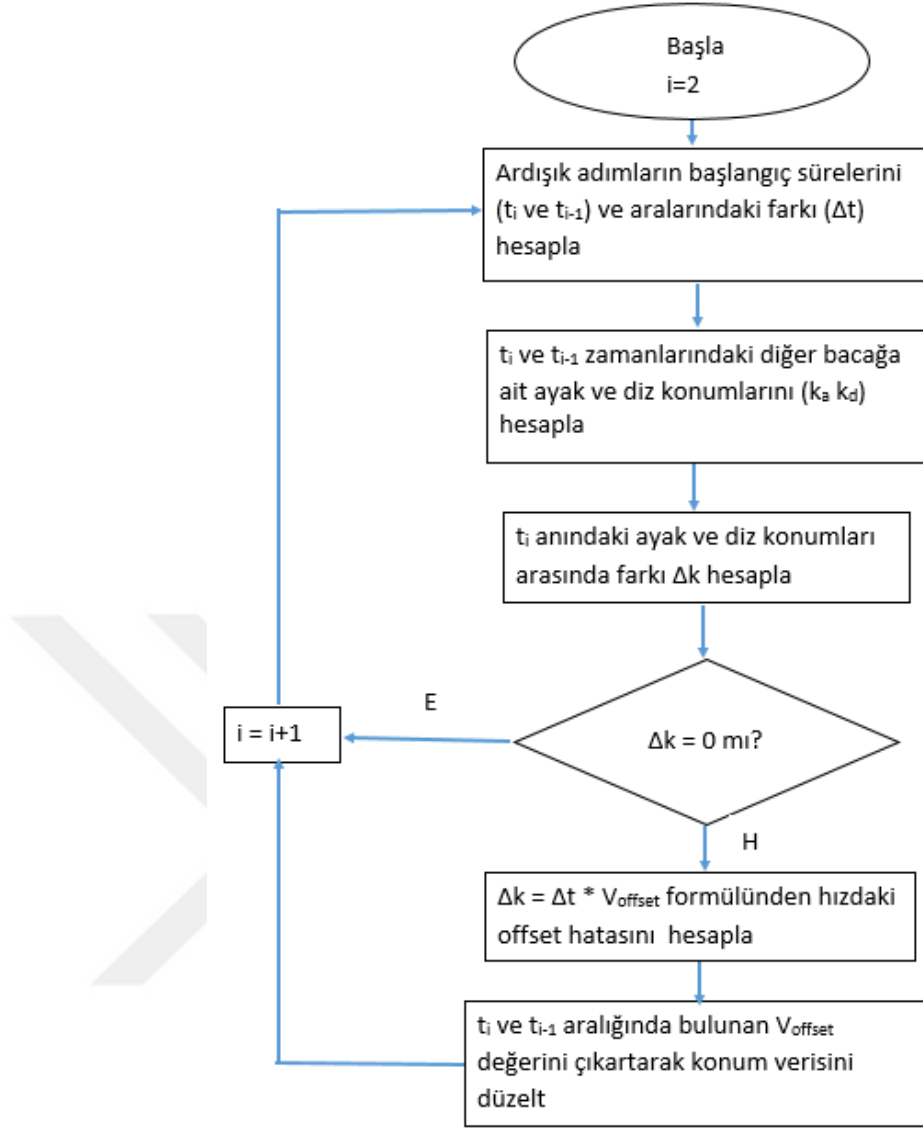 Başla
i=2
Ardışık adımların başlangıç sürelerini
(tᵢ ve tᵢ₋₁) ve aralarındaki farkı (Δt)
hesapla
tᵢ ve tᵢ₋₁ zamanlarındaki diğer bacağa
ait ayak ve diz konumlarını (kₐ k_d)
hesapla
tᵢ anındaki ayak ve diz konumları
arasında farkı Δk hesapla
E
i = i+1
Δk = 0 mı?
H
Δk = Δt * V_offset formülünden hızdaki
offset hatasını hesapla
tᵢ ve tᵢ₋₁ aralığında bulunan V_offset
değerini çıkartarak konum verisini
düzelt